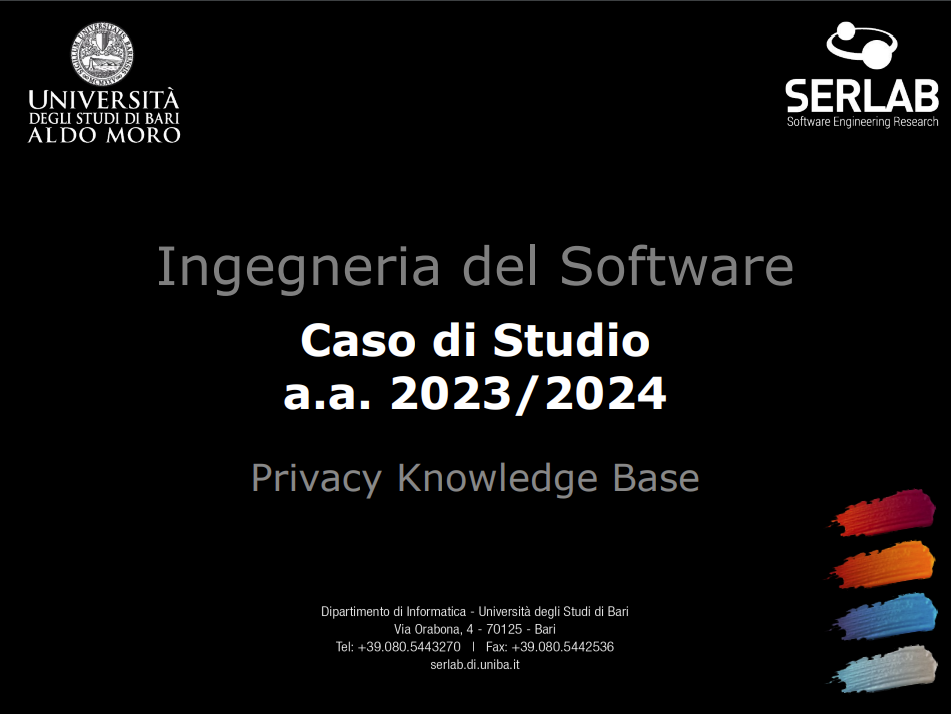 UNIVERSITÀ
DEGLI STUDI DI BARI
ALDO MORO
SERLAB
Software Engineering Research
Ingegneria del Software
Caso di Studio
a.a. 2023/2024
Privacy Knowledge Base
Dipartimento di Informatica - Università degli Studi di Bari
Via Orabona, 4 - 70125 - Bari
Tel: +39.080.5443270 | Fax: +39.080.5442536
serlab.di.uniba.it